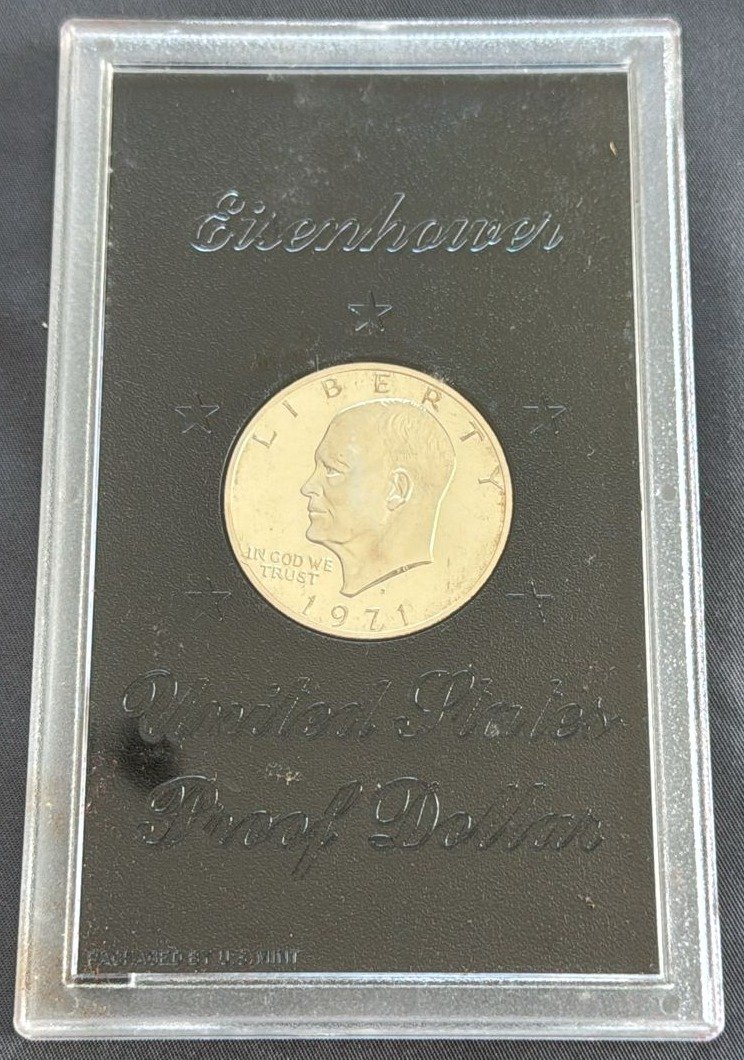 Eisenhower
LIBERTY
IN GOD WE
TRUST
1971
United States
Proof Dollar
PACKAGED BY U.S. MINT